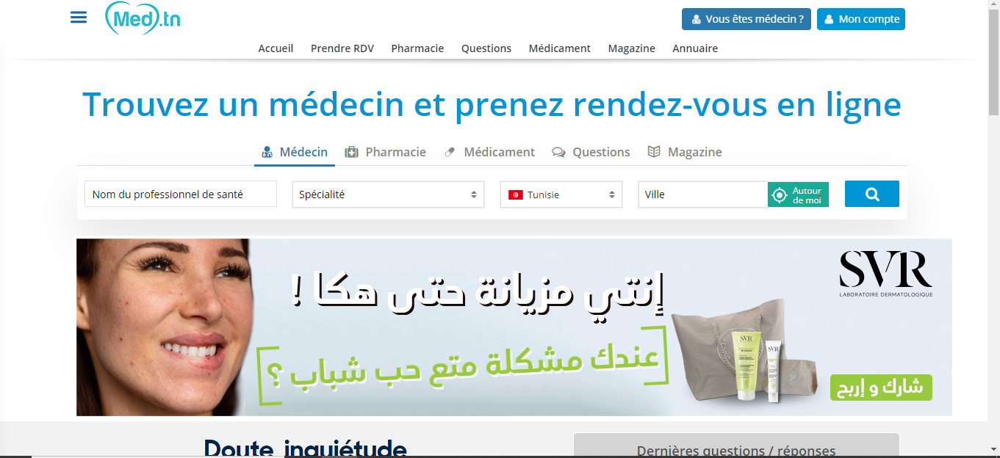 Med.tn
Vous êtes médecin ?
Mon compte
Accueil Prendre RDV Pharmacie Questions Médicament Magazine Annuaire
Trouvez un médecin et prenez rendez-vous en ligne
Médecin Pharmacie Médicament Questions Magazine
Nom du professionnel de santé
Spécialité
Tunisie
Ville
Autour
de moi
SVR
LABORATOIRE DERMATOLOGIQUE
إنتي مزيانة حتى هكا !
عندك مشكلة متع حب شباب ؟
SVR
SVR
شارك و إربح
Doute inquiétude
Dernières questions / réponses